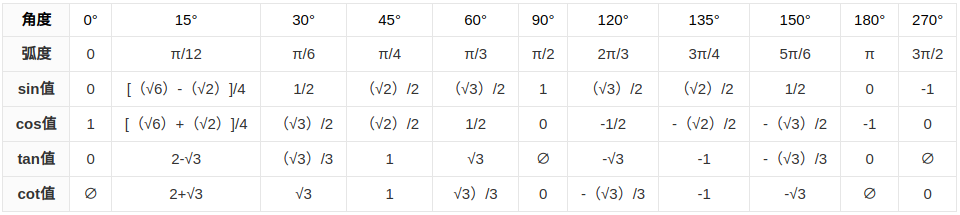 角度 0° 15° 30° 45° 60° 90° 120° 135° 150° 180° 270°
弧度 0 π/12 π/6 π/4 π/3 π/2 2π/3 3π/4 5π/6 π 3π/2
sin值 0 [（√6）-（√2）]/4 1/2 （√2）/2 （√3）/2 1 （√3）/2 （√2）/2 1/2 0 -1
cos值 1 [（√6）+（√2）]/4 （√3）/2 （√2）/2 1/2 0 -1/2 -（√2）/2 -（√3）/2 -1 0
tan值 0 2-√3 （√3）/3 1 √3 ∅ -√3 -1 -（√3）/3 0 ∅
cot值 ∅ 2+√3 √3 1 √3）/3 0 -（√3）/3 -1 -√3 ∅ 0